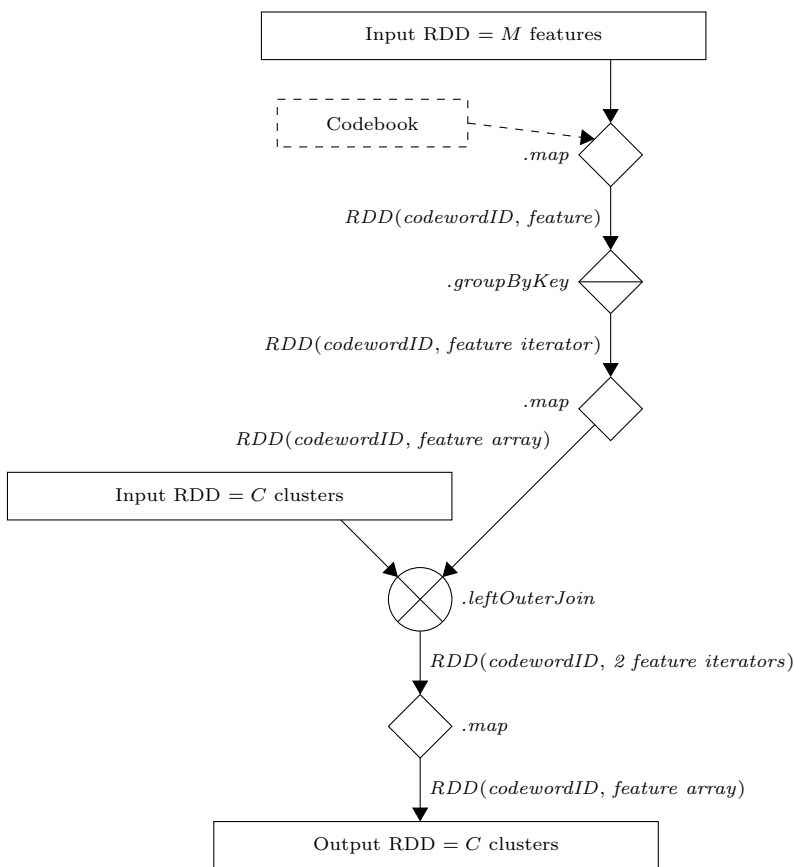 Input RDD = M features
Codebook
.map
RDD(codewordID, feature)
.groupByKey
RDD(codewordID, feature iterator)
.map
RDD(codewordID, feature array)
Input RDD = C clusters
.leftOuterJoin
RDD(codewordID, 2 feature iterators)
.map
RDD(codewordID, feature array)
Output RDD = C clusters